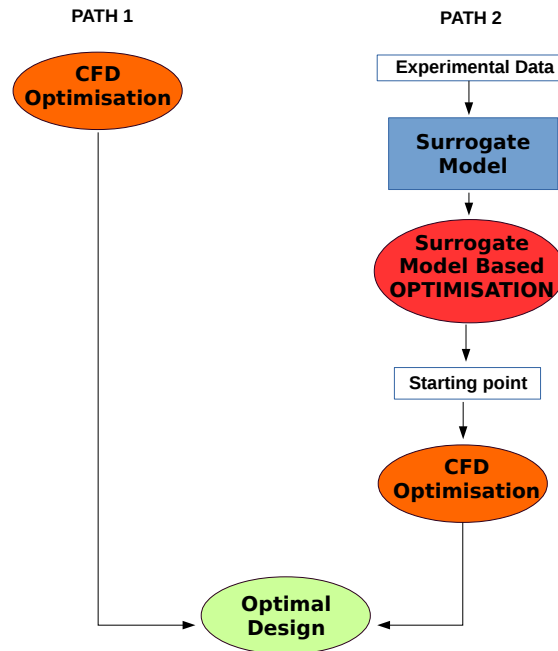 PATH 1
CFD
Optimisation
PATH 2
Experimental Data
Surrogate
Model
Surrogate
Model Based
OPTIMISATION
Starting point
CFD
Optimisation
Optimal
Design